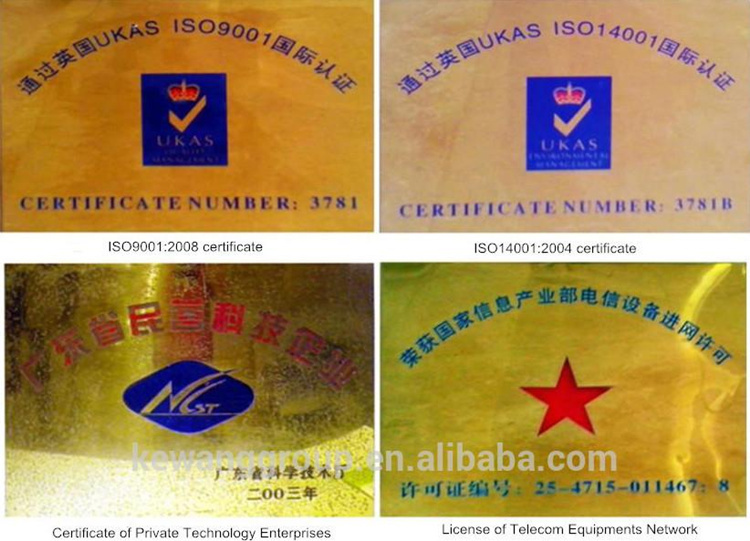 通过英国UKAS ISO9001国际认证
UKAS
QUALITY
MANAGEMENT
CERTIFICATE NUMBER: 3781
ISO9001:2008 certificate
通过英国UKAS ISO14001国际认证
UKAS
ENVIRONMENTAL
MANAGEMENT
CERTIFICATE NUMBER: 3781B
ISO14001:2004 certificate
广东省民营科技企业
NCST
广东省科学技术厅
二00三年
Certificate of Private Technology Enterprises
荣获国家信息产业部电信设备进网许可
许可证编号: 25-4715-011467; 8
License of Telecom Equipments Network
kewanggroup.en.alibaba.com